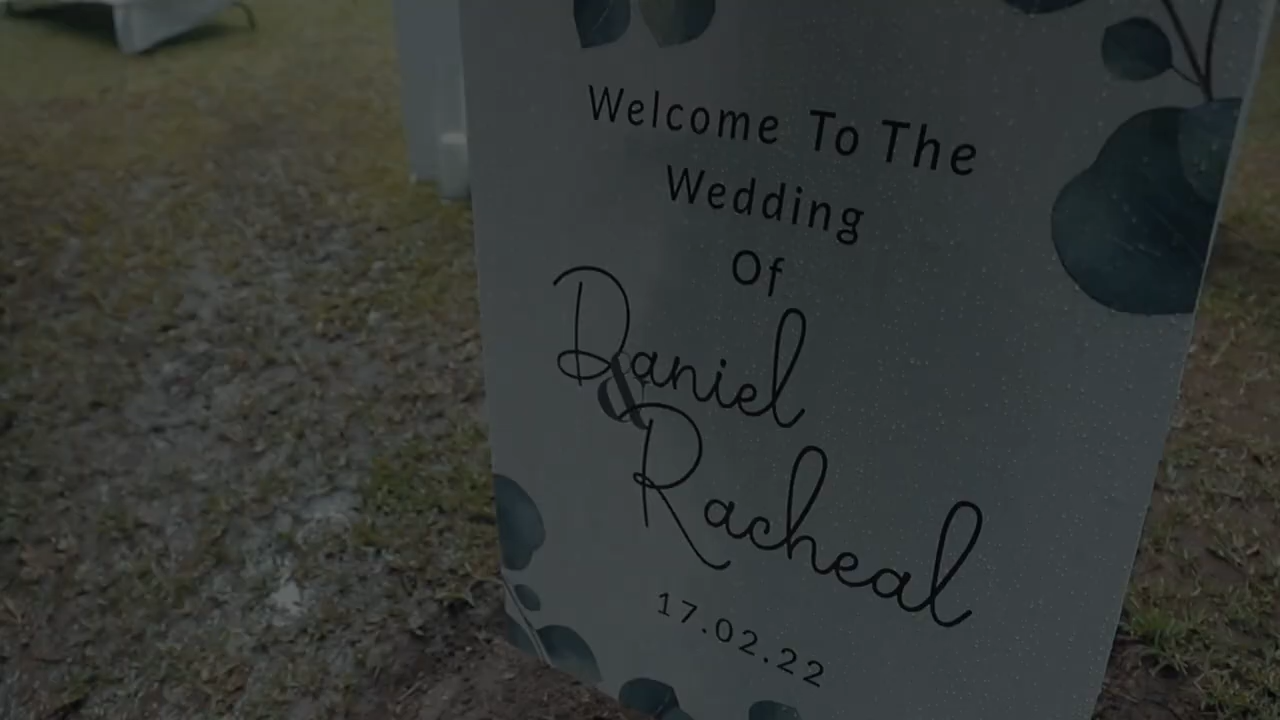 Welcome To The
Wedding
Of
Daniel
&
Racheal
17.02.22